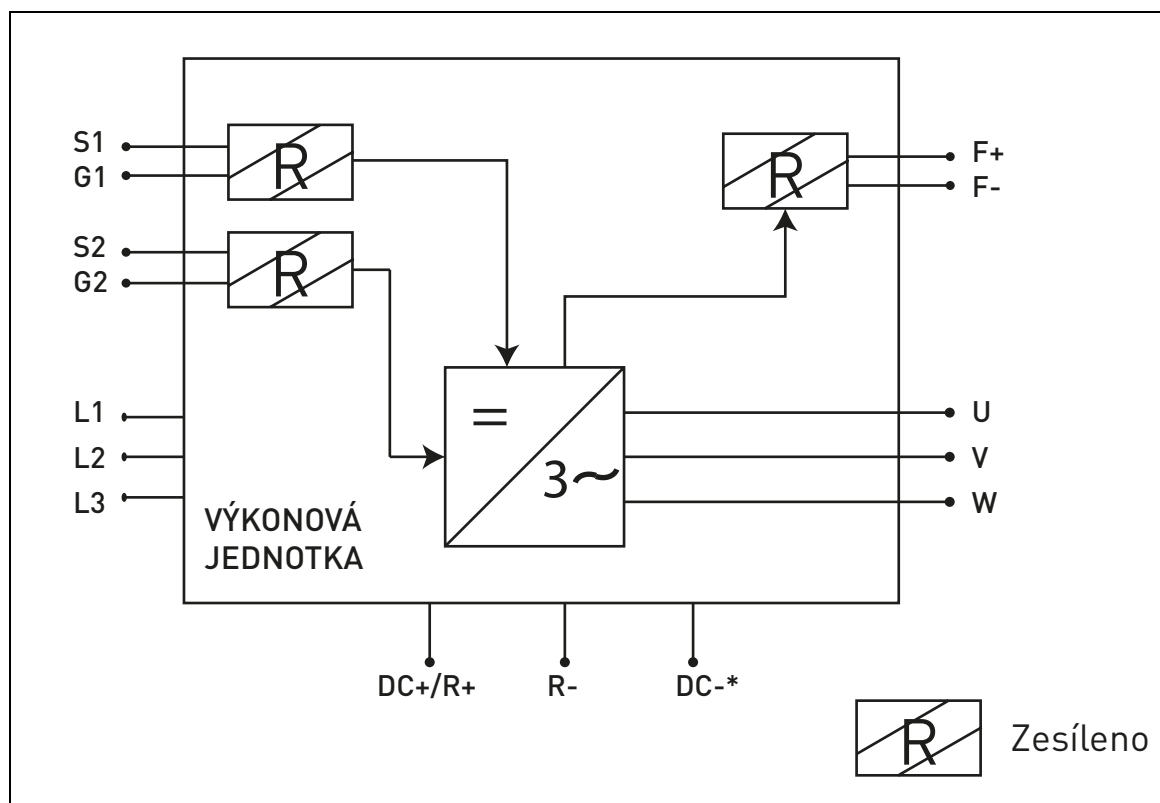 S1
G1
R
R
F+
F-
S2
G2
R
L1
L2
L3
=
3~
U
V
W
VÝKONOVÁ
JEDNOTKA
DC+/R+
R-
DC-*
R
Zesíleno